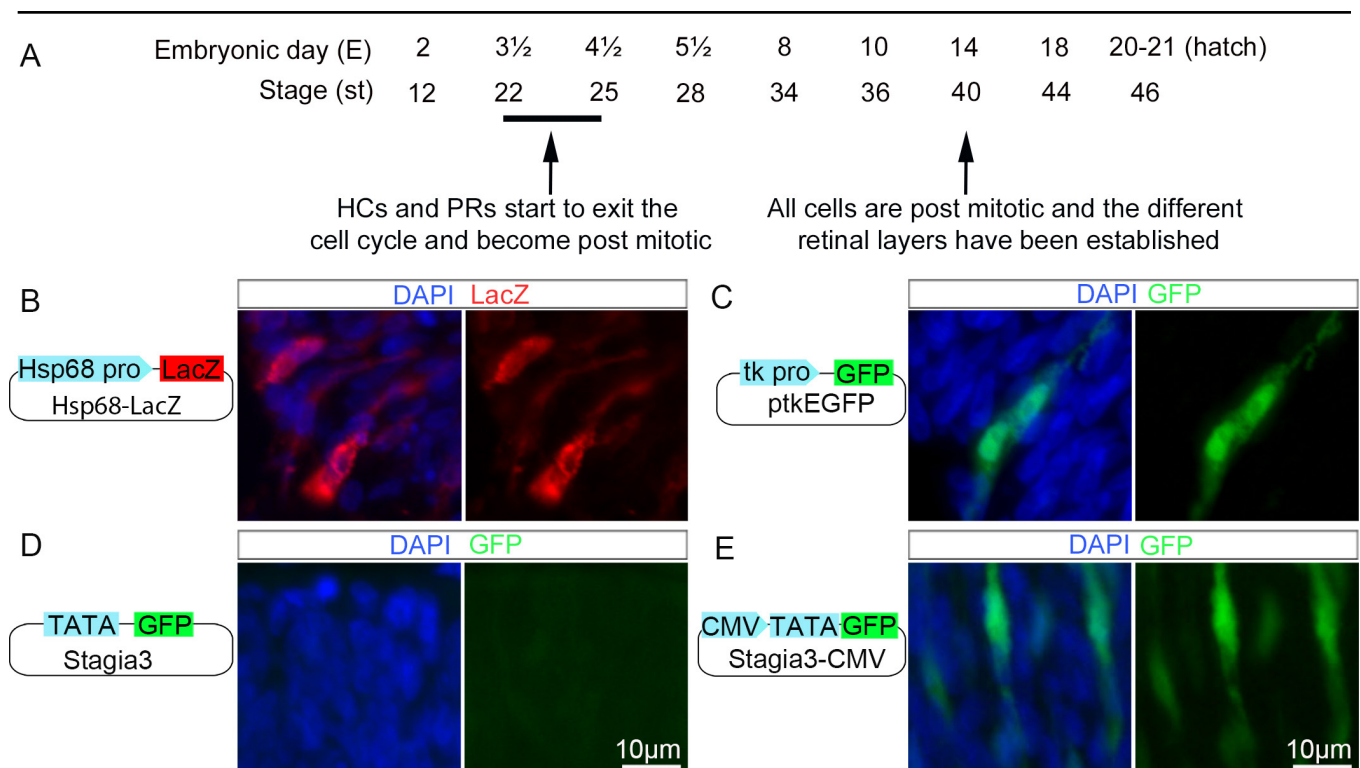 A
Embryonic day (E) 2 3½ 4½ 5½ 8 10 14 18 20-21 (hatch)
Stage (st) 12 22 25 28 34 36 40 44 46
HCs and PRs start to exit the
cell cycle and become post mitotic
All cells are post mitotic and the different
retinal layers have been established
B
DAPI LacZ
Hsp68 pro LacZ
Hsp68-LacZ
C
DAPI GFP
tk pro GFP
ptkEGFP
D
DAPI GFP
TATA GFP
Stagia3
10µm
E
DAPI GFP
CMV TATA GFP
Stagia3-CMV
10µm